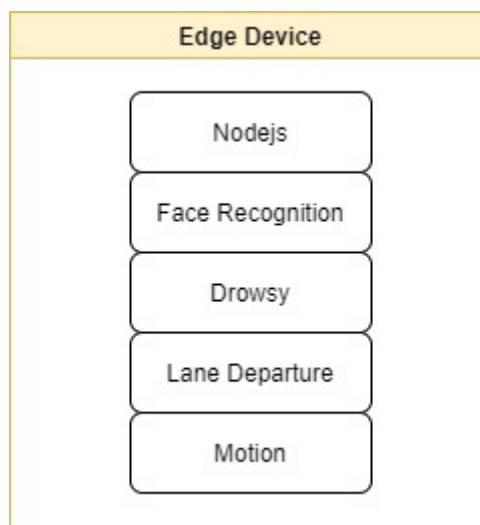 Edge Device
Nodejs
Face Recognition
Drowsy
Lane Departure
Motion